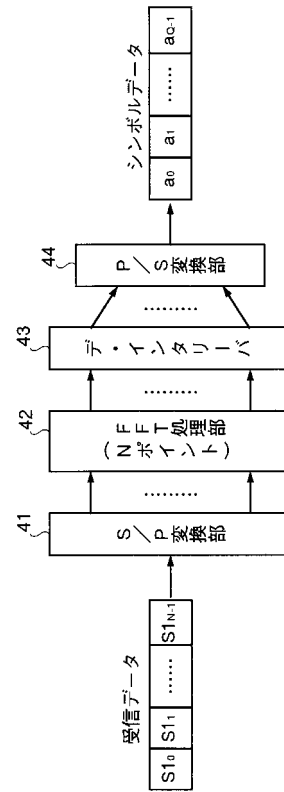 受信データ
S1₀ S1₁ …… S1N-1
41
S/P変換部
………
42
FFT処理部
(Nポイント)
………
43
デ・インタリーバ
………
44
P/S変換部
シンボルデータ
a₀ a₁ …… aQ-1